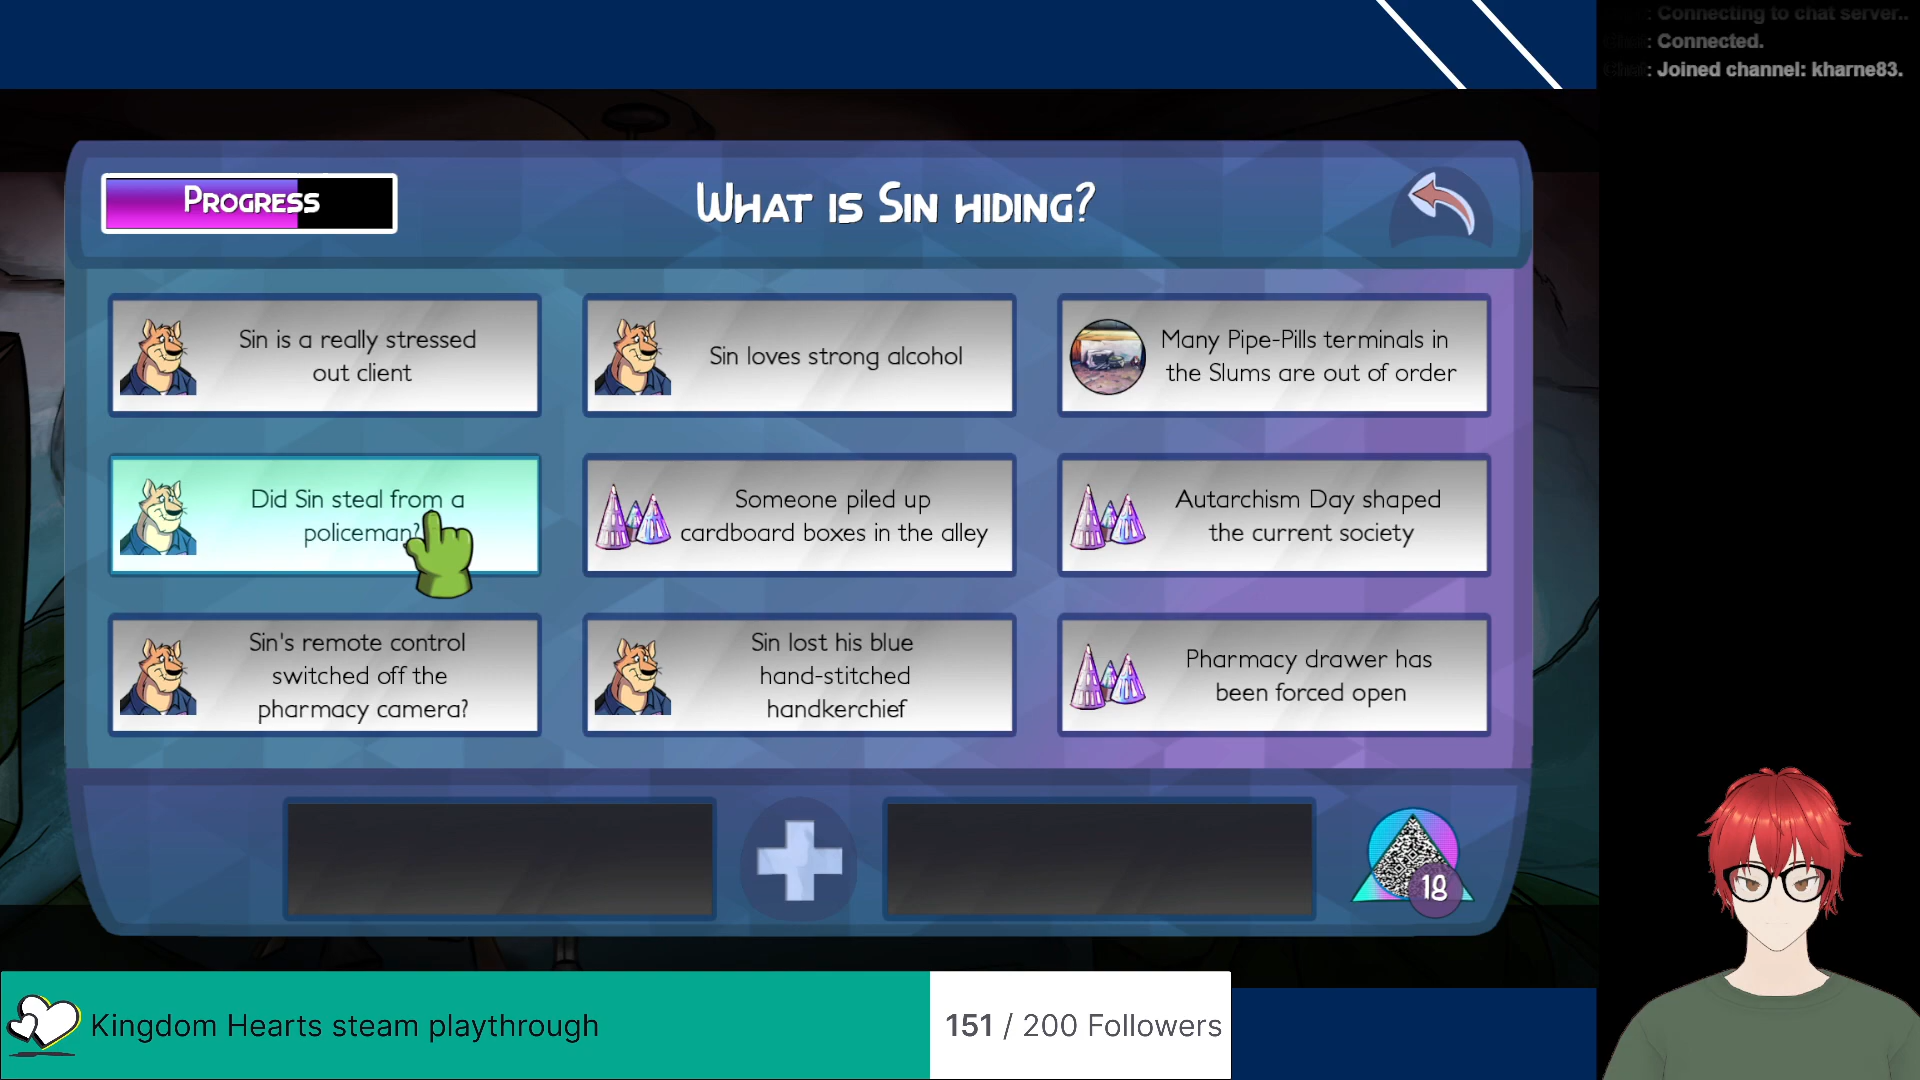 : Connecting to chat server..
: Connected.
: Joined channel: kharne83.
PROGRESS
WHAT IS SIN HIDING?
Sin is a really stressed
out client
Sin loves strong alcohol
Many Pipe-Pills terminals in
the Slums are out of order
Did Sin steal from a
policeman?
Someone piled up
cardboard boxes in the alley
Autarchism Day shaped
the current society
Sin's remote control
switched off the
pharmacy camera?
Sin lost his blue
hand-stitched
handkerchief
Pharmacy drawer has
been forced open
18
Kingdom Hearts steam playthrough
151 / 200 Followers